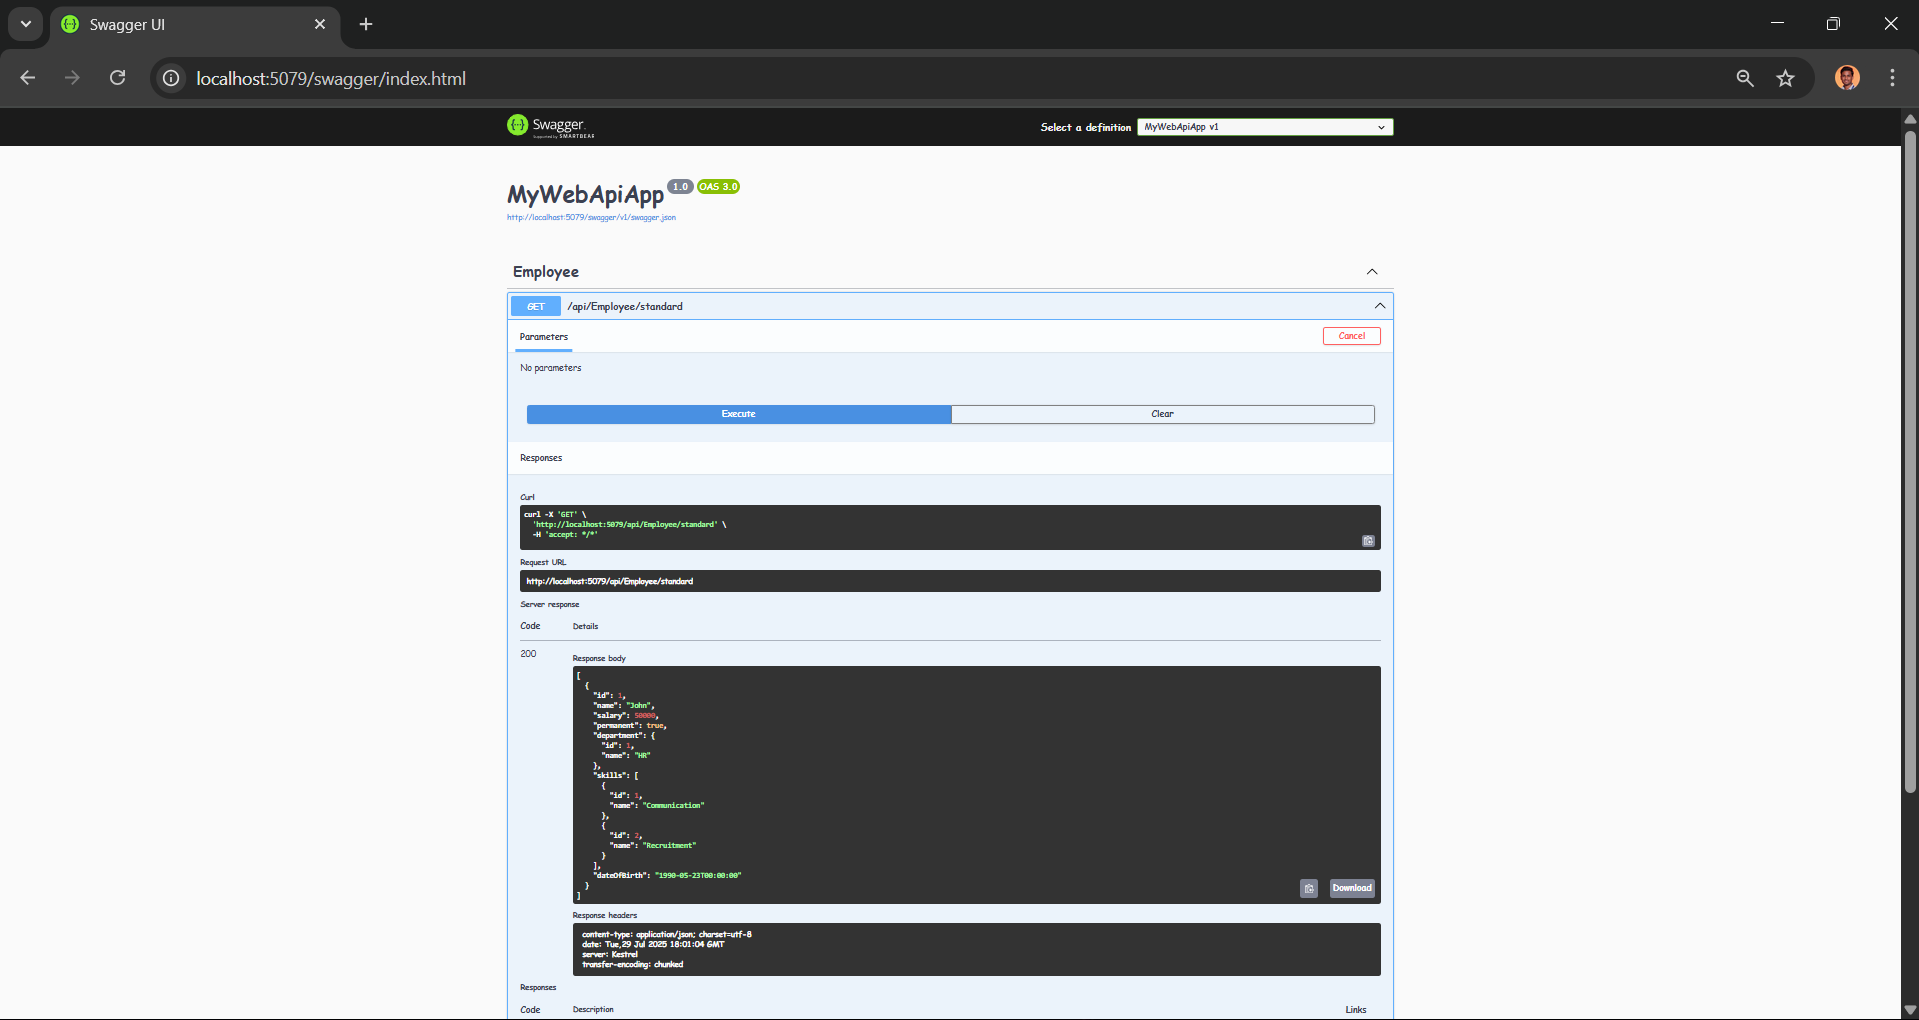 Swagger UI
localhost:5079/swagger/index.html
Swagger.
Supported by SMARTBEAR
Select a definition
MyWebApiApp v1
MyWebApiApp 1.0 OAS 3.0
http://localhost:5079/swagger/v1/swagger.json
Employee
GET /api/Employee/standard
Parameters
Cancel
No parameters
Execute
Clear
Responses
Curl
curl -X 'GET' \
  'http://localhost:5079/api/Employee/standard' \
  -H 'accept: */*'
Request URL
http://localhost:5079/api/Employee/standard
Server response
Code Details
200
Response body
[
  {
    "id": 1,
    "name": "John",
    "salary": 50000,
    "permanent": true,
    "department": {
      "id": 1,
      "name": "HR"
    },
    "skills": [
      {
        "id": 1,
        "name": "Communication"
      },
      {
        "id": 2,
        "name": "Recruitment"
      }
    ],
    "dateOfBirth": "1990-05-23T00:00:00"
  }
]
Download
Response headers
content-type: application/json; charset=utf-8
date: Tue,29 Jul 2025 18:01:04 GMT
server: Kestrel
transfer-encoding: chunked
Responses
Code Description Links